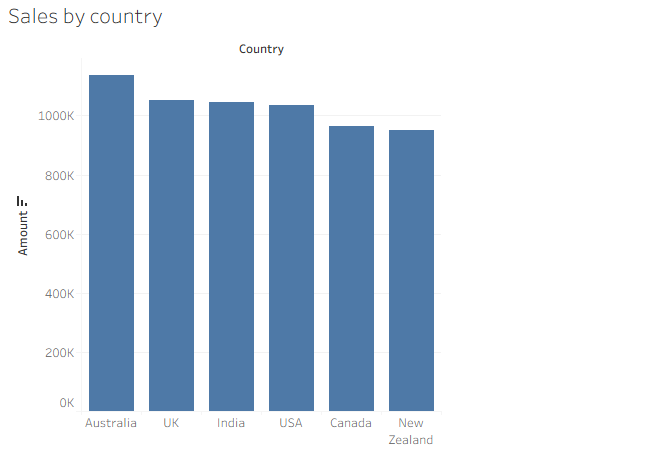 Sales by country
Country
1000K
800K
600K
400K
200K
0K
Amount
Australia
UK
India
USA
Canada
New
Zealand